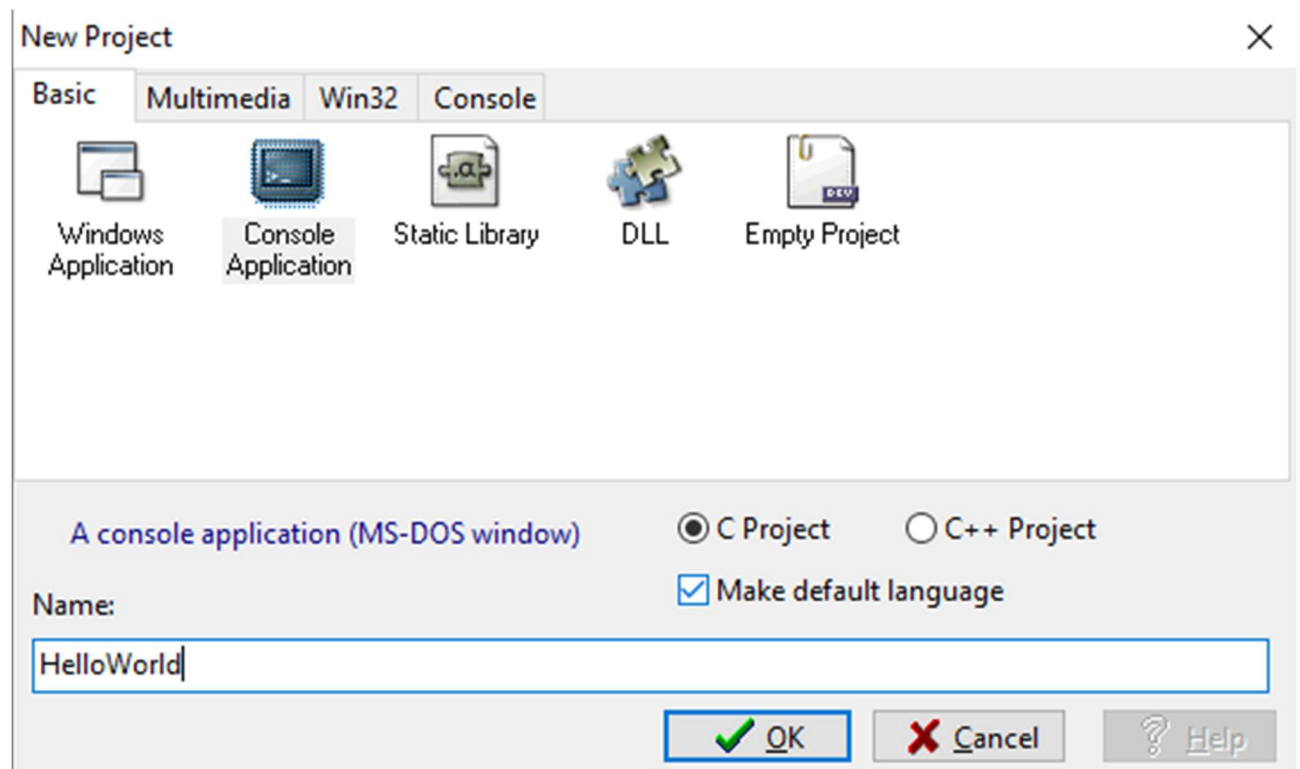 New Project
Basic Multimedia Win32 Console
.a
DEV
Windows Application
Console Application
Static Library
DLL
Empty Project
A console application (MS-DOS window)
C Project
C++ Project
Make default language
Name:
HelloWorld
OK
Cancel
Help